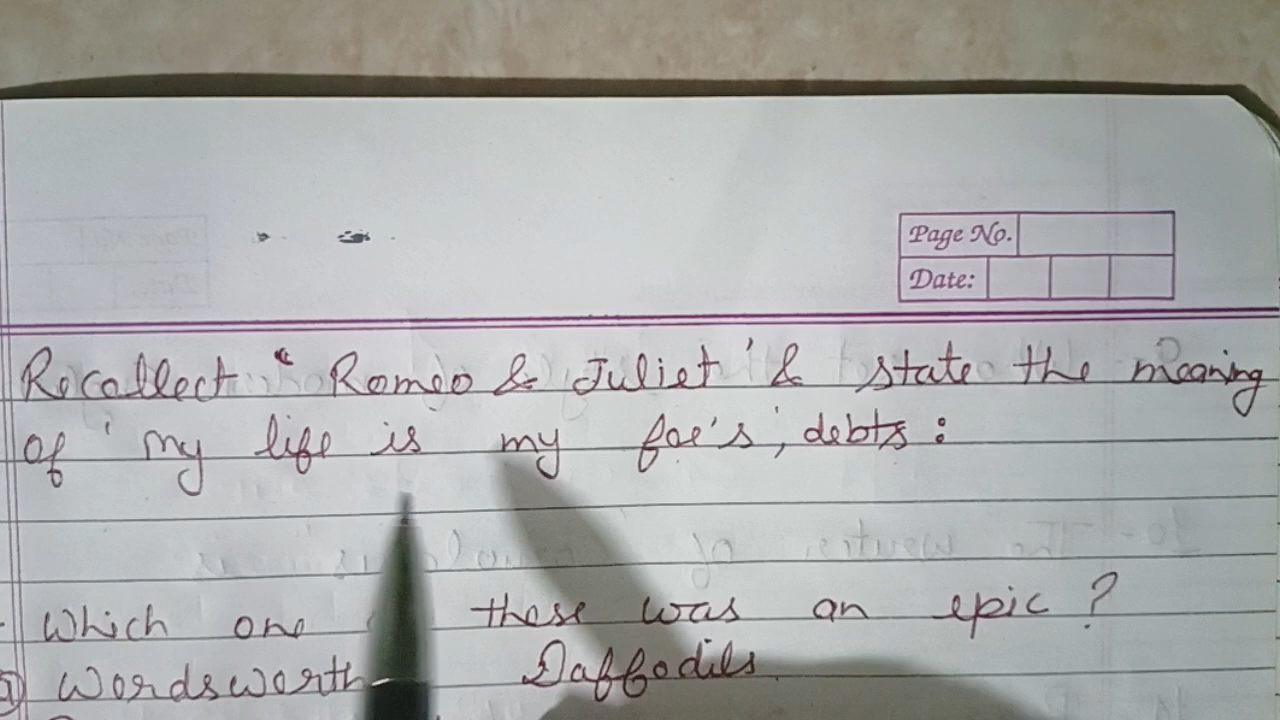 Page No.
Date:
Recollect “ Romeo & Juliet ' & state the meaning
of ' my life is my foe's ; debts :
Which one these was an epic ?
Wordsworth Daffodils